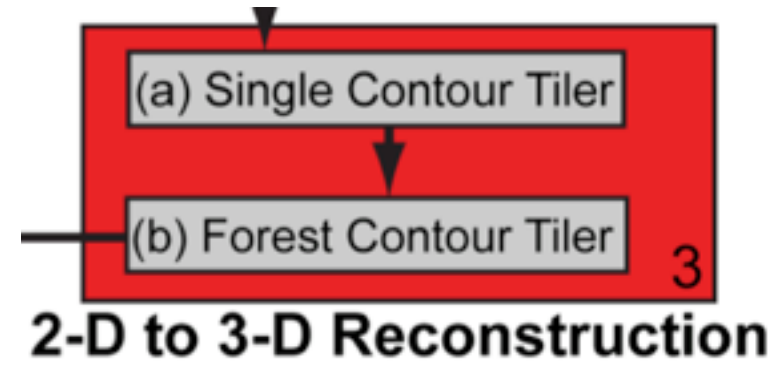 (a) Single Contour Tiler
(b) Forest Contour Tiler
3
2-D to 3-D Reconstruction